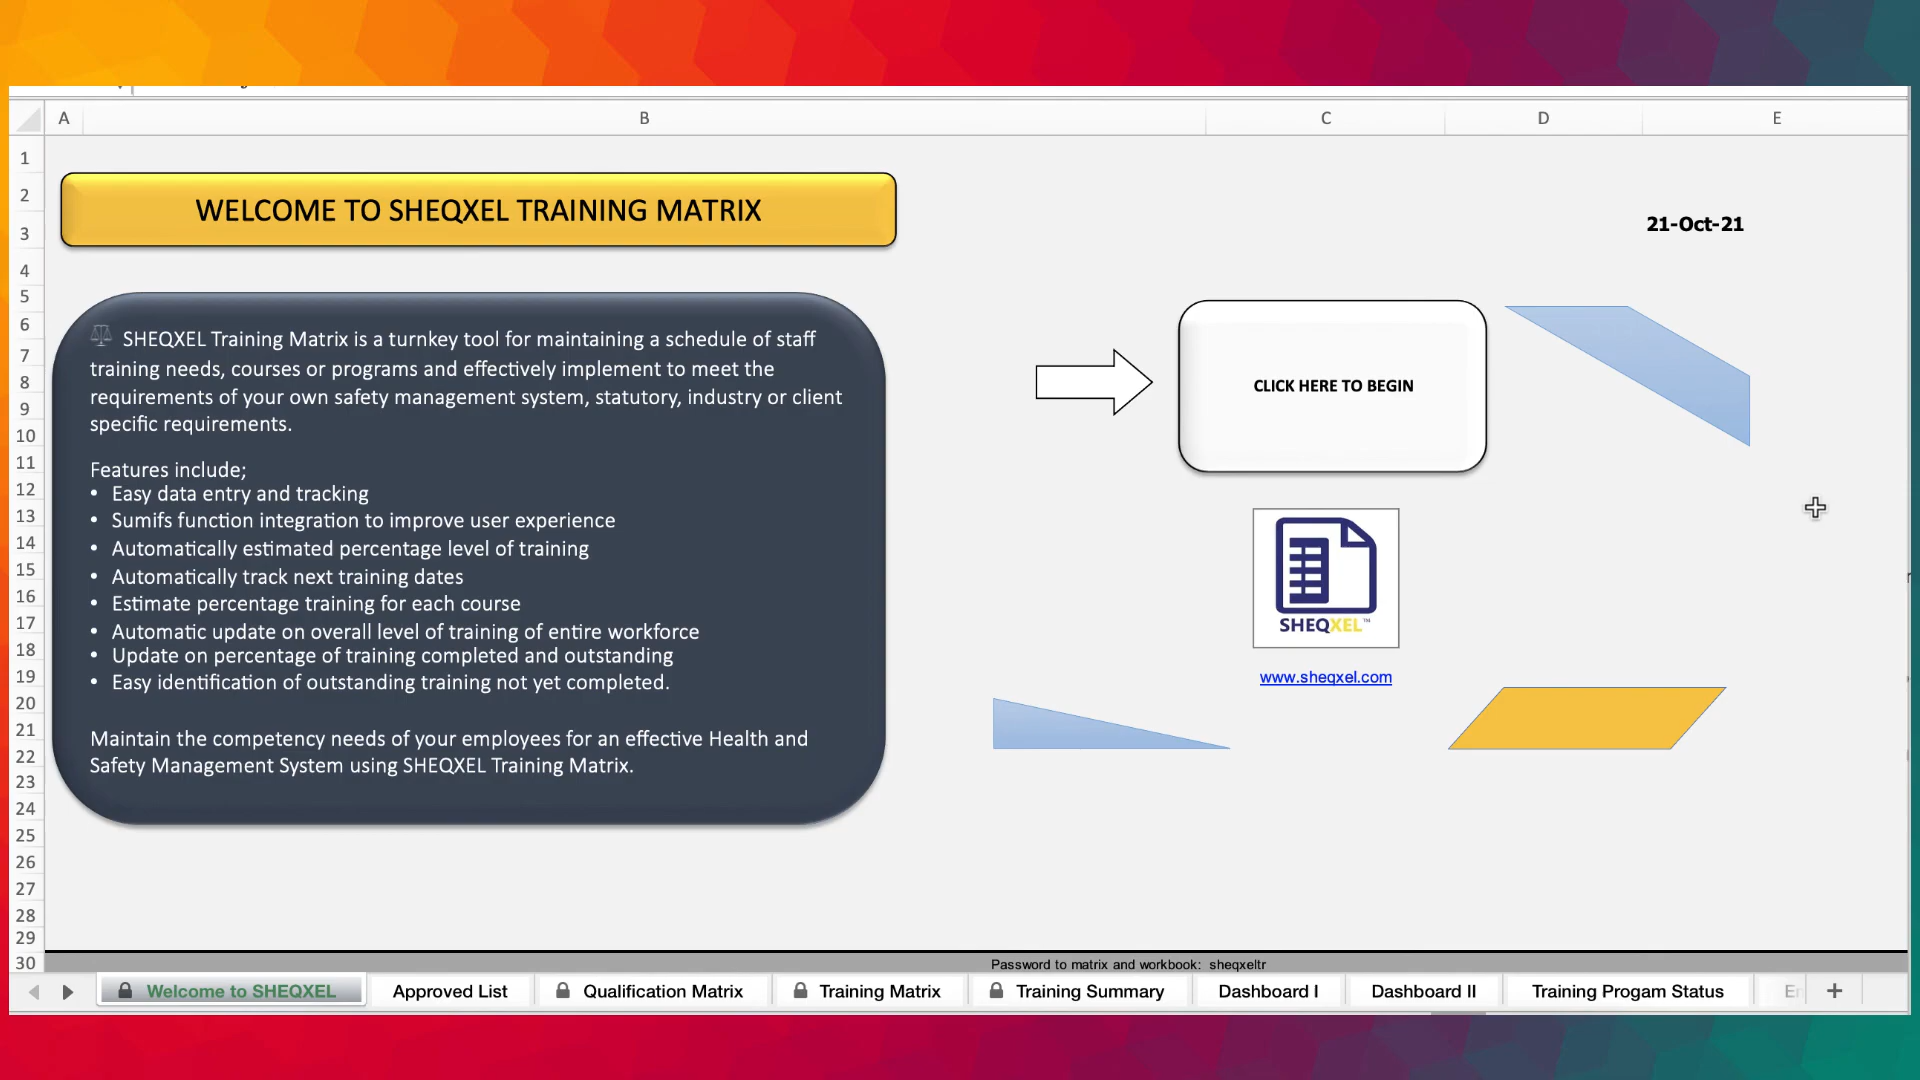 A B C D E
1
2
3
4
5
6
7
8
9
10
11
12
13
14
15
16
17
18
19
20
21
22
23
24
25
26
27
28
29
30
WELCOME TO SHEQXEL TRAINING MATRIX
21-Oct-21
SHEQXEL Training Matrix is a turnkey tool for maintaining a schedule of staff
training needs, courses or programs and effectively implement to meet the
requirements of your own safety management system, statutory, industry or client
specific requirements.
Features include;
• Easy data entry and tracking
• Sumifs function integration to improve user experience
• Automatically estimated percentage level of training
• Automatically track next training dates
• Estimate percentage training for each course
• Automatic update on overall level of training of entire workforce
• Update on percentage of training completed and outstanding
• Easy identification of outstanding training not yet completed.
Maintain the competency needs of your employees for an effective Health and
Safety Management System using SHEQXEL Training Matrix.
CLICK HERE TO BEGIN
SHEQXEL™
www.sheqxel.com
Password to matrix and workbook: sheqxeltr
Welcome to SHEQXEL Approved List Qualification Matrix Training Matrix Training Summary Dashboard I Dashboard II Training Progam Status